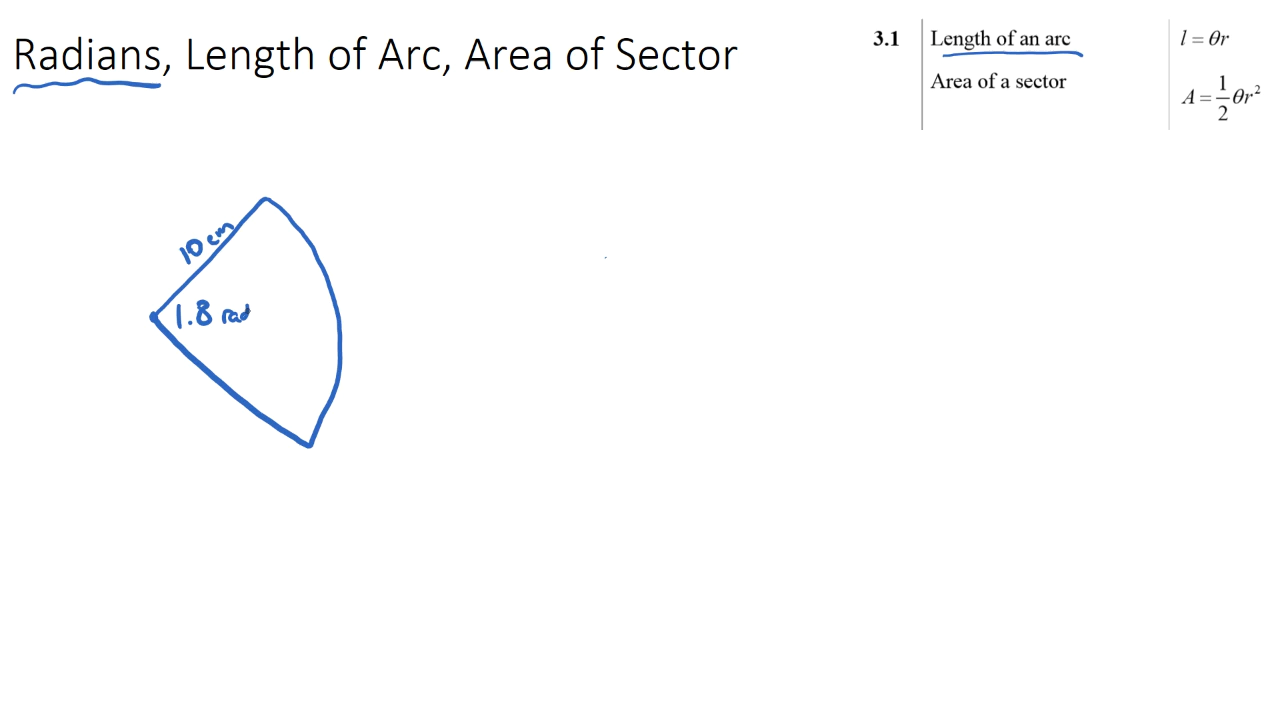 Radians, Length of Arc, Area of Sector
3.1 Length of an arc l = θr
Area of a sector A = 1/2 θr²
10 cm
1.8 rad